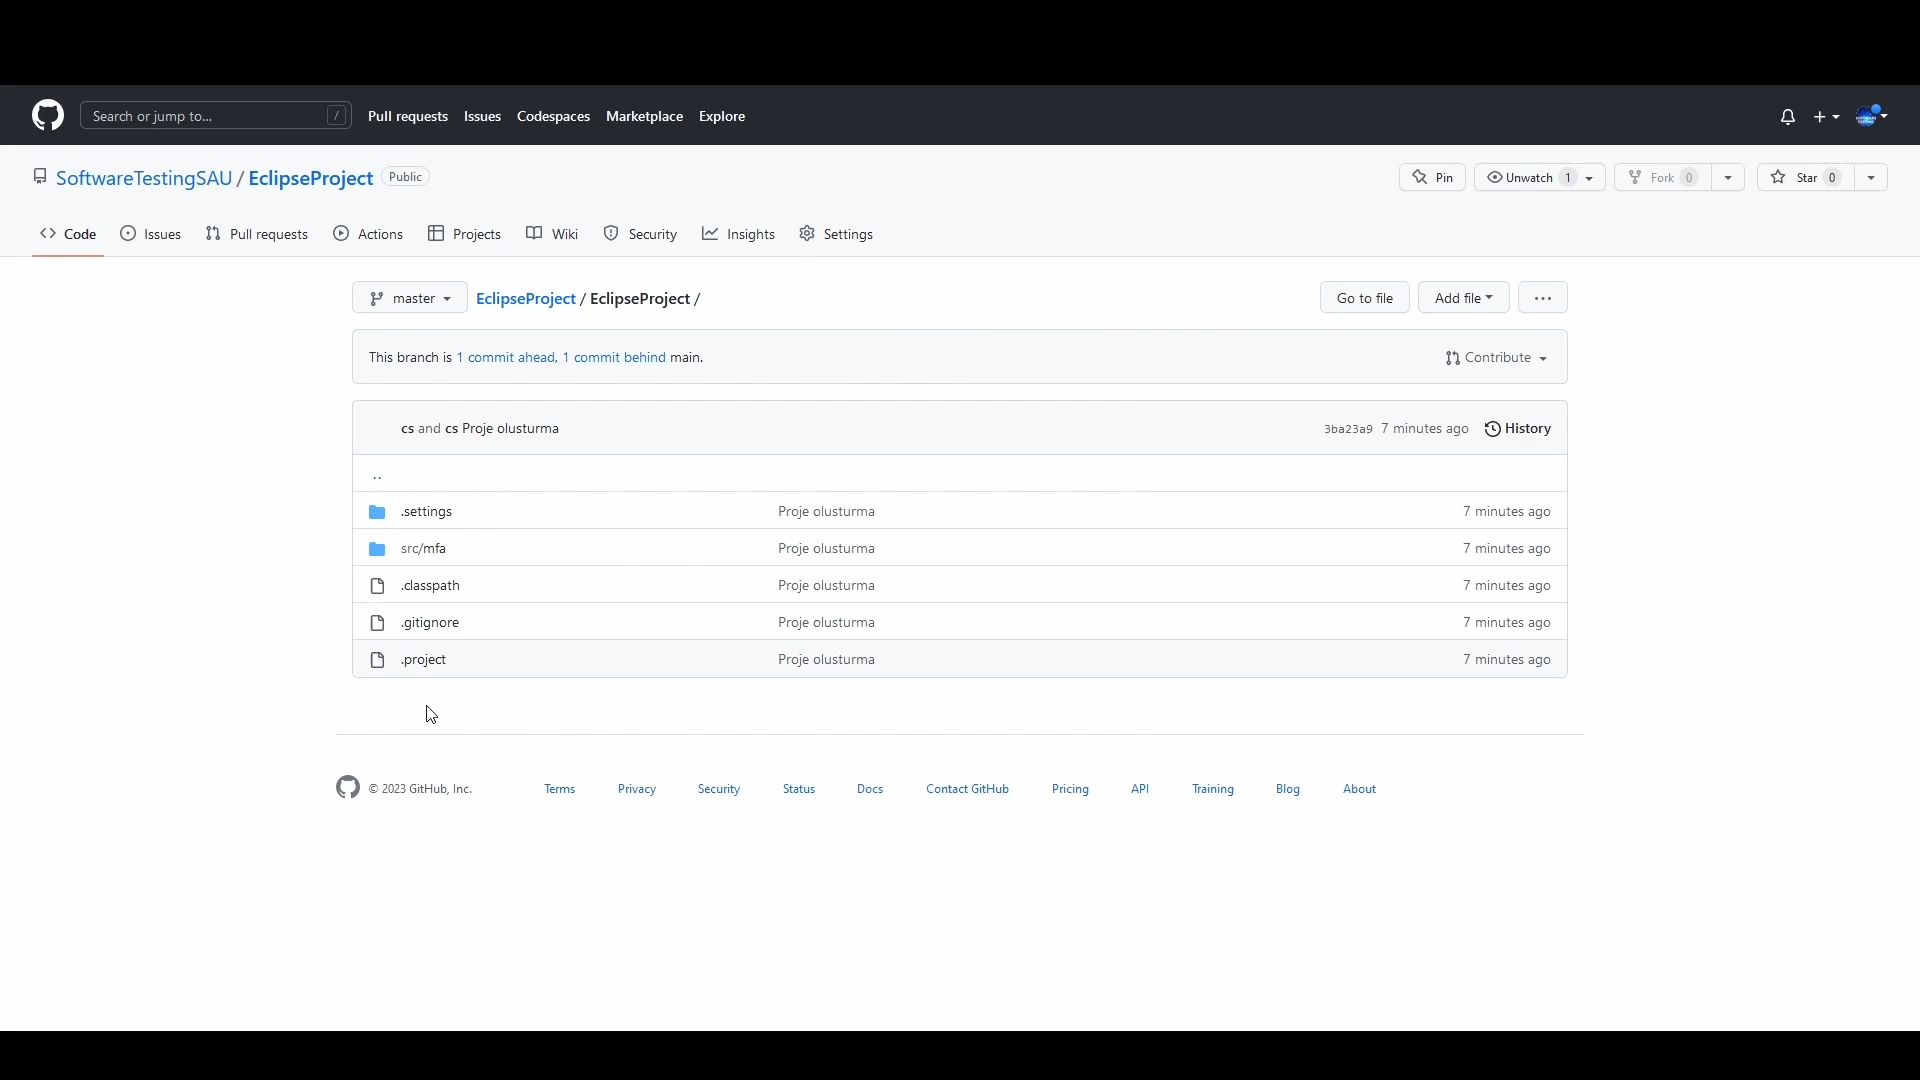 Search or jump to... /
Pull requests Issues Codespaces Marketplace Explore
SoftwareTestingSAU / EclipseProject Public
Pin Unwatch 1 Fork 0 Star 0
Code Issues Pull requests Actions Projects Wiki Security Insights Settings
master EclipseProject / EclipseProject / Go to file Add file ...
This branch is 1 commit ahead, 1 commit behind main. Contribute
cs and cs Proje olusturma 3ba23a9 7 minutes ago History
..
.settings Proje olusturma 7 minutes ago
src/mfa Proje olusturma 7 minutes ago
.classpath Proje olusturma 7 minutes ago
.gitignore Proje olusturma 7 minutes ago
.project Proje olusturma 7 minutes ago
© 2023 GitHub, Inc. Terms Privacy Security Status Docs Contact GitHub Pricing API Training Blog About